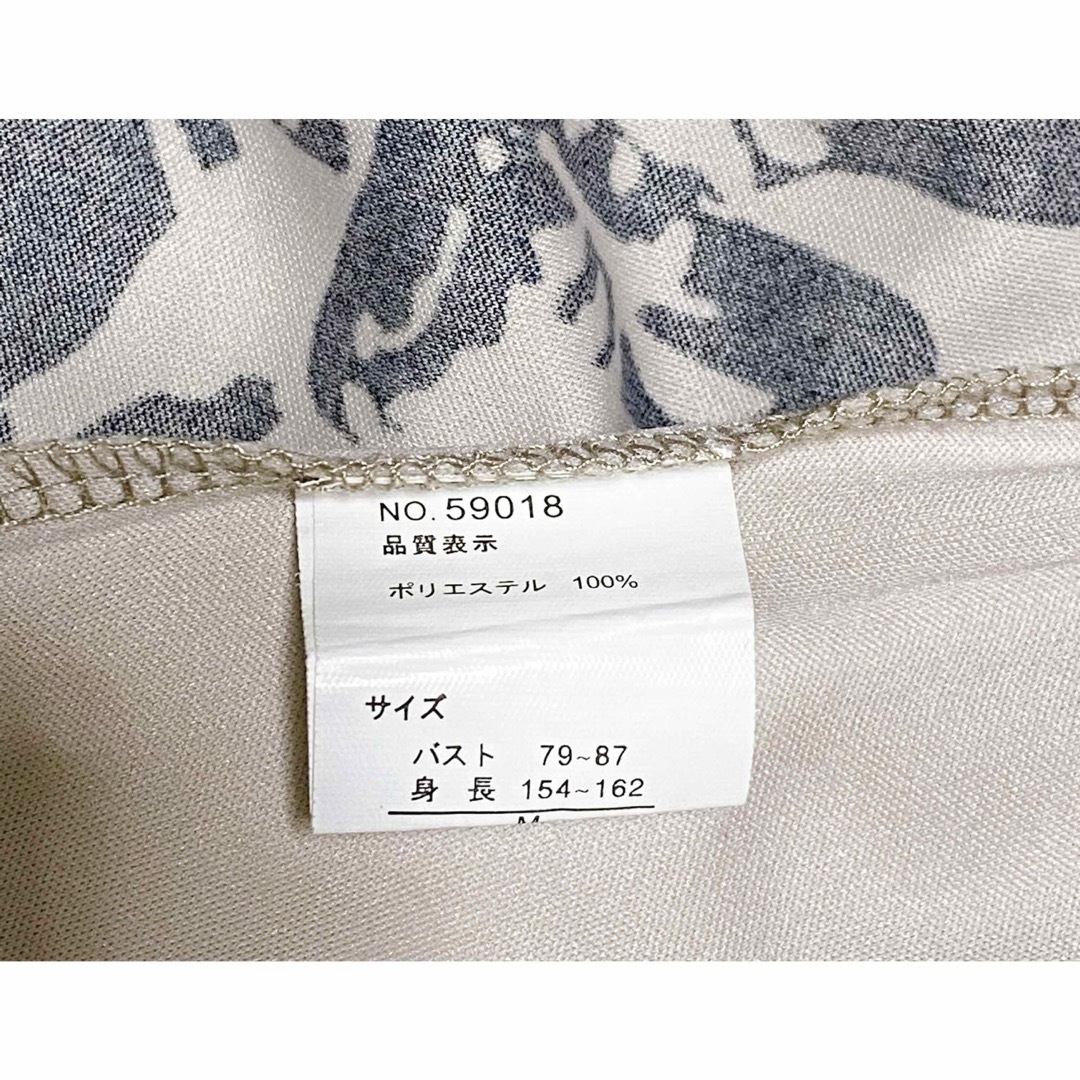 NO. 59018
品質表示
ポリエステル 100%
サイズ
バスト 79~87
身長 154~162